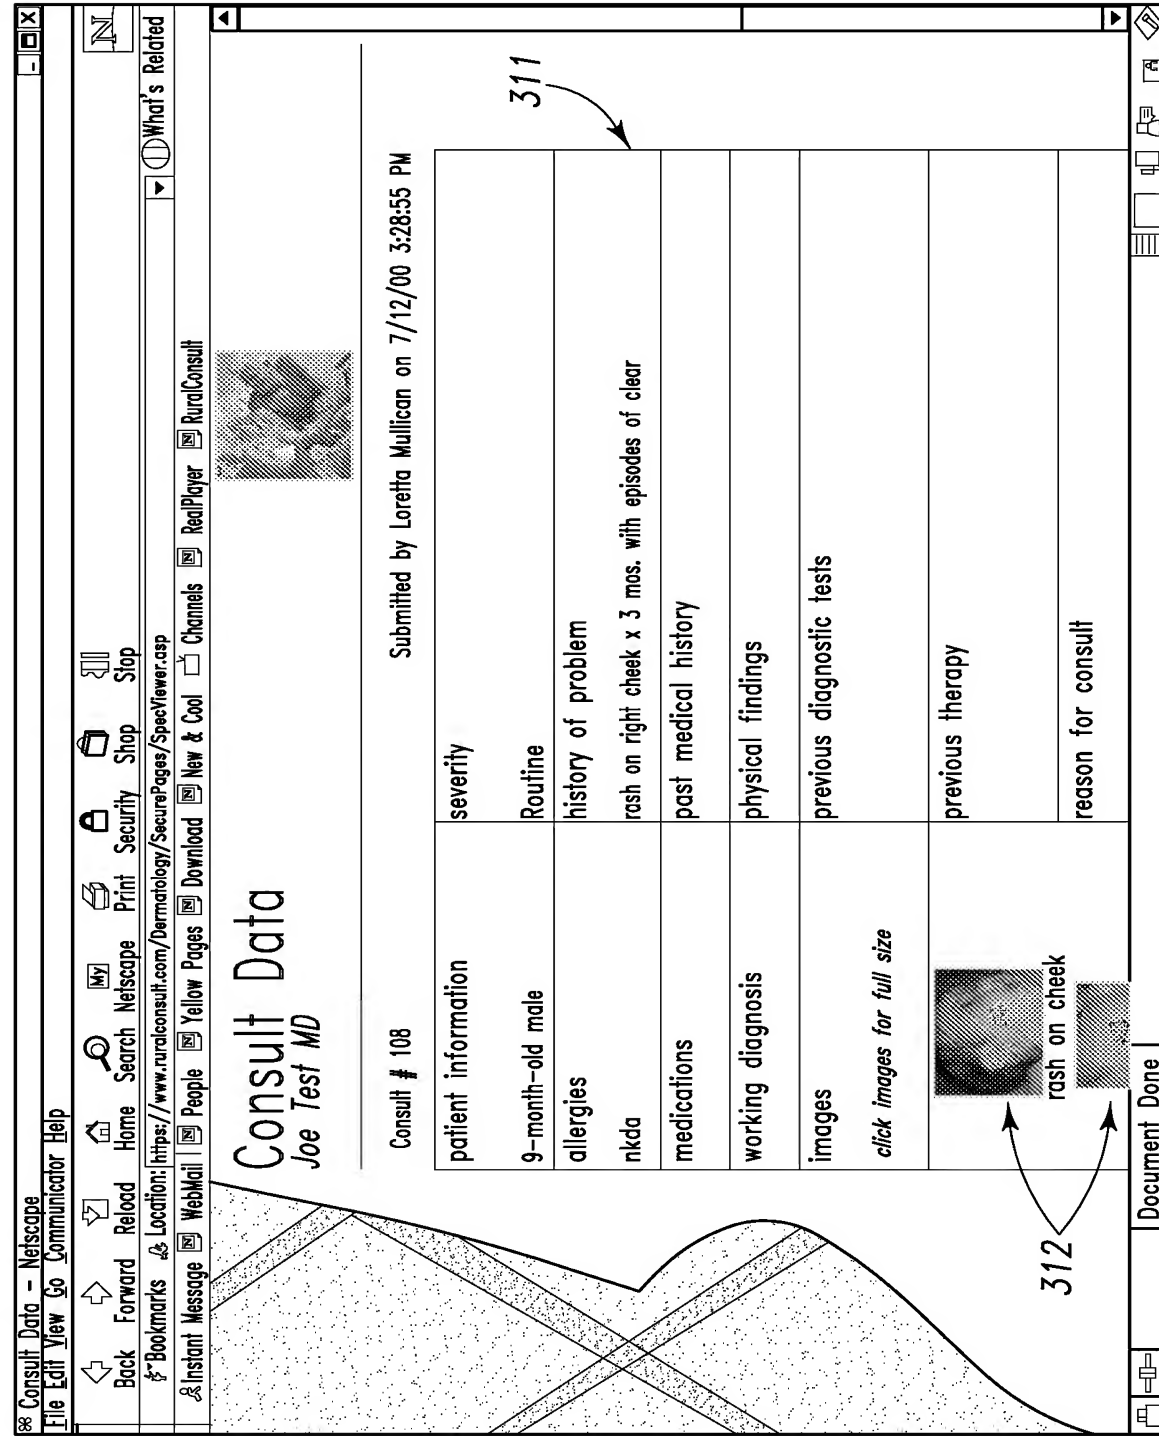 Consult Data - Netscape
File Edit View Go Communicator Help
Back Forward Reload Home Search Netscape Print Security Shop Stop
My
N
Bookmarks Location: https://www.ruralconsult.com/Dermatology/SecurePages/SpecViewer.asp What's Related
Instant Message WebMail People Yellow Pages Download New & Cool Channels RealPlayer RuralConsult
Consult Data
Joe Test MD
Consult # 108 Submitted by Loretta Mullican on 7/12/00 3:28:55 PM
311
patient information severity
9-month-old male Routine
allergies history of problem
nkda rash on right cheek x 3 mos. with episodes of clear
medications past medical history
working diagnosis physical findings
images previous diagnostic tests
click images for full size
previous therapy
rash on cheek
312
reason for consult
Document Done